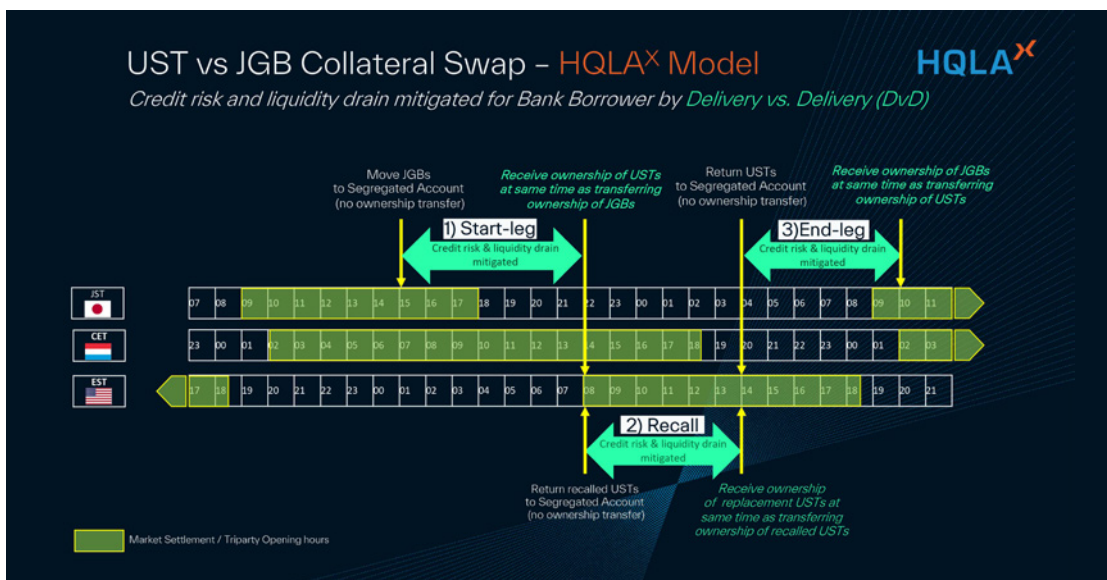 UST vs JGB Collateral Swap – HQLAX Model
HQLAX
Credit risk and liquidity drain mitigated for Bank Borrower by Delivery vs. Delivery (DvD)
Move JGBs
to Segregated Account
(no ownership transfer)
Receive ownership of USTs
at same time as transferring
ownership of JGBs
Return USTs
to Segregated Account
(no ownership transfer)
Receive ownership of JGBs
at same time as transferring
ownership of USTs
1) Start-leg
Credit risk & liquidity drain
mitigated
3)End-leg
Credit risk & liquidity drain
mitigated
JST
07 08 09 10 11 12 13 14 15 16 17 18 19 20 21 22 23 00 01 02 03 04 05 06 07 08 09 10 11
CET
23 00 01 02 03 04 05 06 07 08 09 10 11 12 13 14 15 16 17 18 19 20 21 22 23 00 01 02 03
EST
17 18 19 20 21 22 23 00 01 02 03 04 05 06 07 08 09 10 11 12 13 14 15 16 17 18 19 20 21
2) Recall
Credit risk & liquidity drain
mitigated
Return recalled USTs
to Segregated Account
(no ownership transfer)
Receive ownership
of replacement USTs at
same time as transferring
ownership of recalled USTs
Market Settlement / Triparty Opening hours